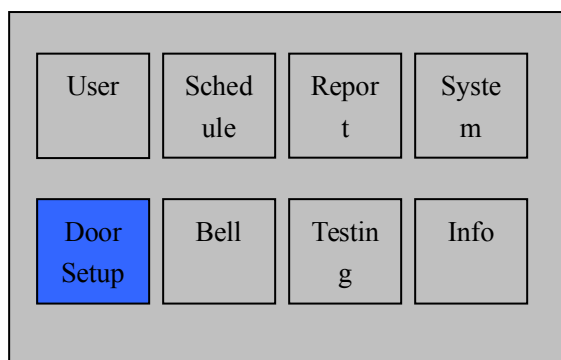 User
Sched
ule
Repor
t
Syste
m
Door
Setup
Bell
Testin
g
Info